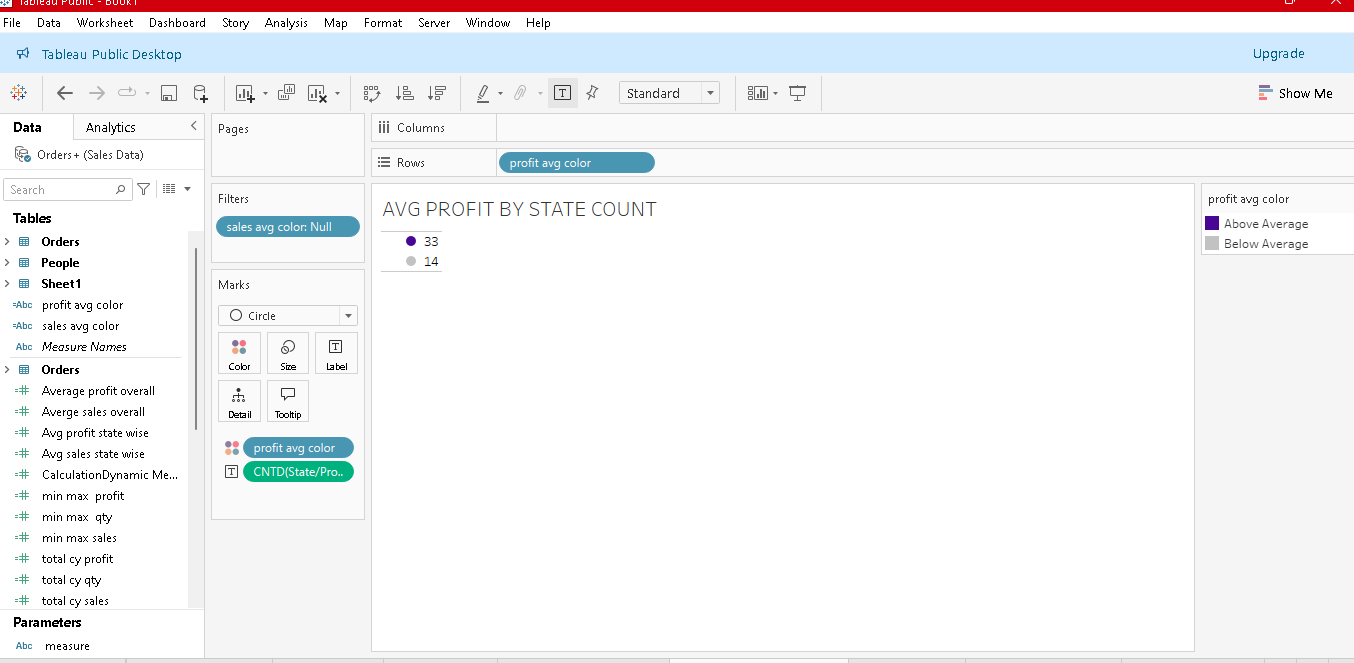 Tableau Public - Book1
File Data Worksheet Dashboard Story Analysis Map Format Server Window Help
Tableau Public Desktop
Upgrade
Standard
Show Me
Data
Analytics
Orders+ (Sales Data)
Search
Tables
Orders
People
Sheet1
=Abc profit avg color
=Abc sales avg color
Abc Measure Names
Orders
=# Average profit overall
=# Averge sales overall
=# Avg profit state wise
=# Avg sales state wise
=# CalculationDynamic Me...
=# min max profit
=# min max qty
=# min max sales
=# total cy profit
=# total cy qty
=# total cy sales
Parameters
Abc measure
Pages
Filters
sales avg color: Null
Marks
Circle
Color Size Label
Detail Tooltip
profit avg color
T CNTD(State/Pro..
Columns
Rows
profit avg color
AVG PROFIT BY STATE COUNT
33
14
profit avg color
Above Average
Below Average